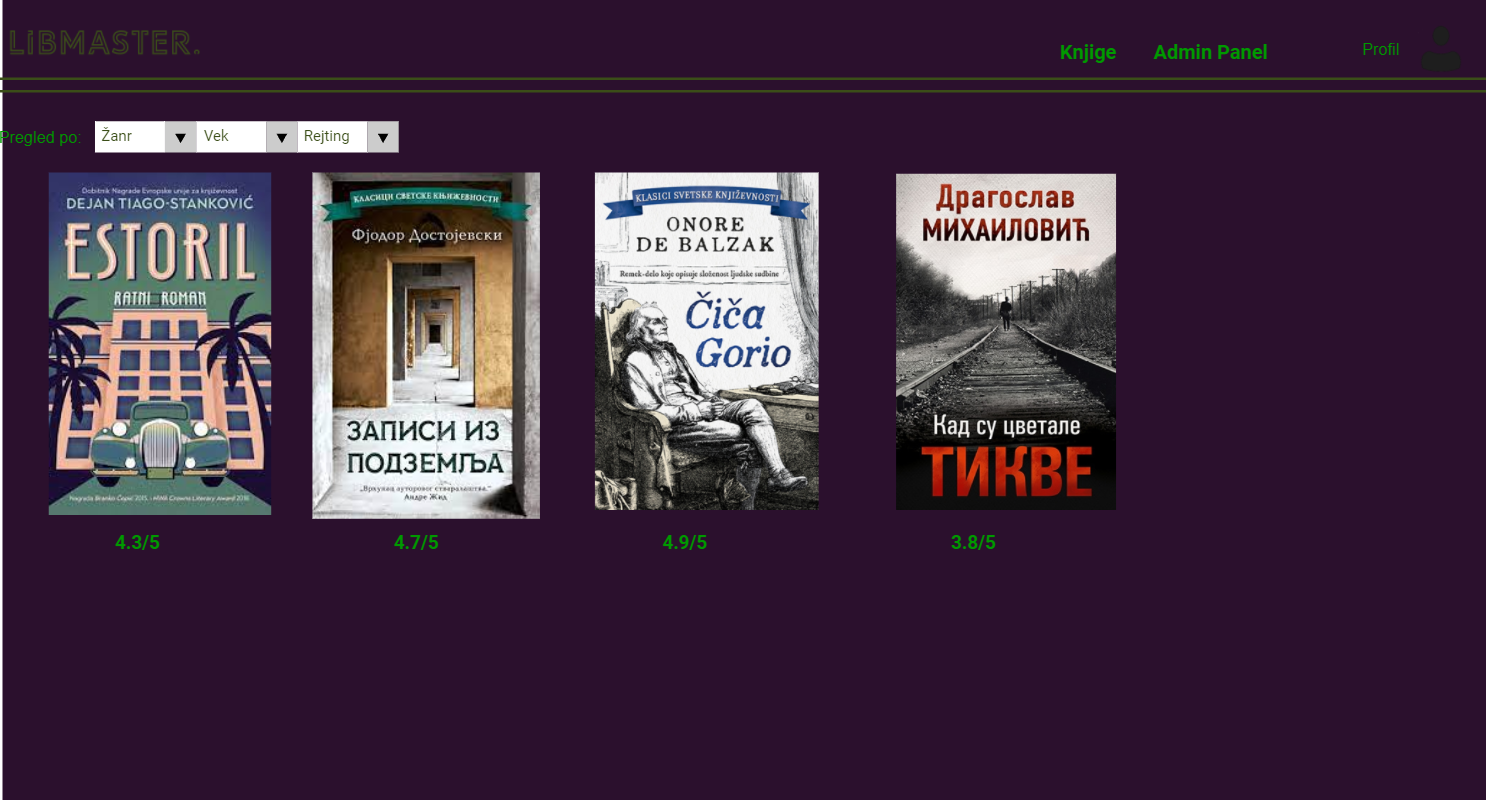 LiBMASTER.
Knjige
Admin Panel
Profil
Pregled po:
Žanr
Vek
Rejting
Dobitnik Nagrade Evropske unije za književnost
DEJAN TIAGO-STANKOVIĆ
ESTORIL
RATNI ROMAN
Nagrada Branko Ćopić 2015. i HWA Crowns Literary Award 2018.
КЛАСИЦИ СВЕТСКЕ КЊИЖЕВНОСТИ
Фјодор Достојевски
ЗАПИСИ ИЗ
ПОДЗЕМЉА
„Врхунац ауторовог стваралаштва.“
Андре Жид
KLASICI SVETSKE KNJIŽEVNOSTI
ONORE
DE BALZAK
Remek-delo koje opisuje složenost ljudske sudbine
Čiča
Gorio
Драгослав
МИХАИЛОВИЋ
Кад су цветале
ТИКВЕ
4.3/5
4.7/5
4.9/5
3.8/5